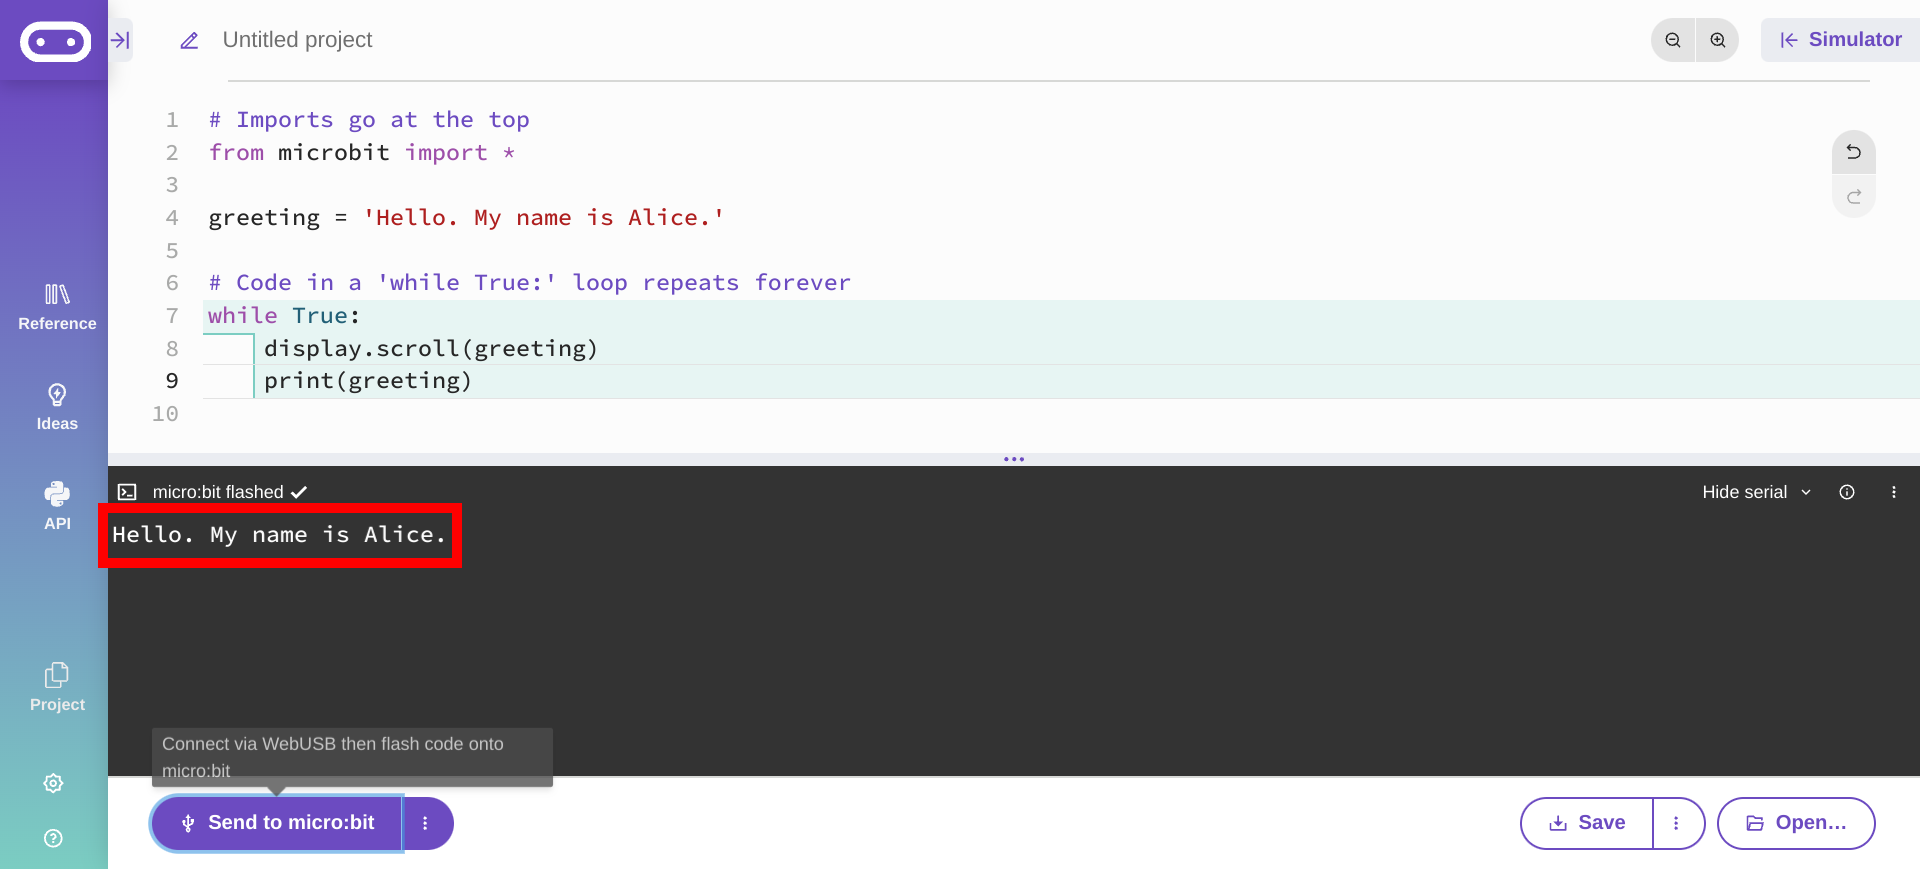 Untitled project
Simulator
1 # Imports go at the top
2 from microbit import *
3
4 greeting = 'Hello. My name is Alice.'
5
6 # Code in a 'while True:' loop repeats forever
7 while True:
8 display.scroll(greeting)
9 print(greeting)
10
Reference
Ideas
API
Project
micro:bit flashed
Hide serial
Hello. My name is Alice.
Connect via WebUSB then flash code onto
micro:bit
Send to micro:bit
Save
Open...